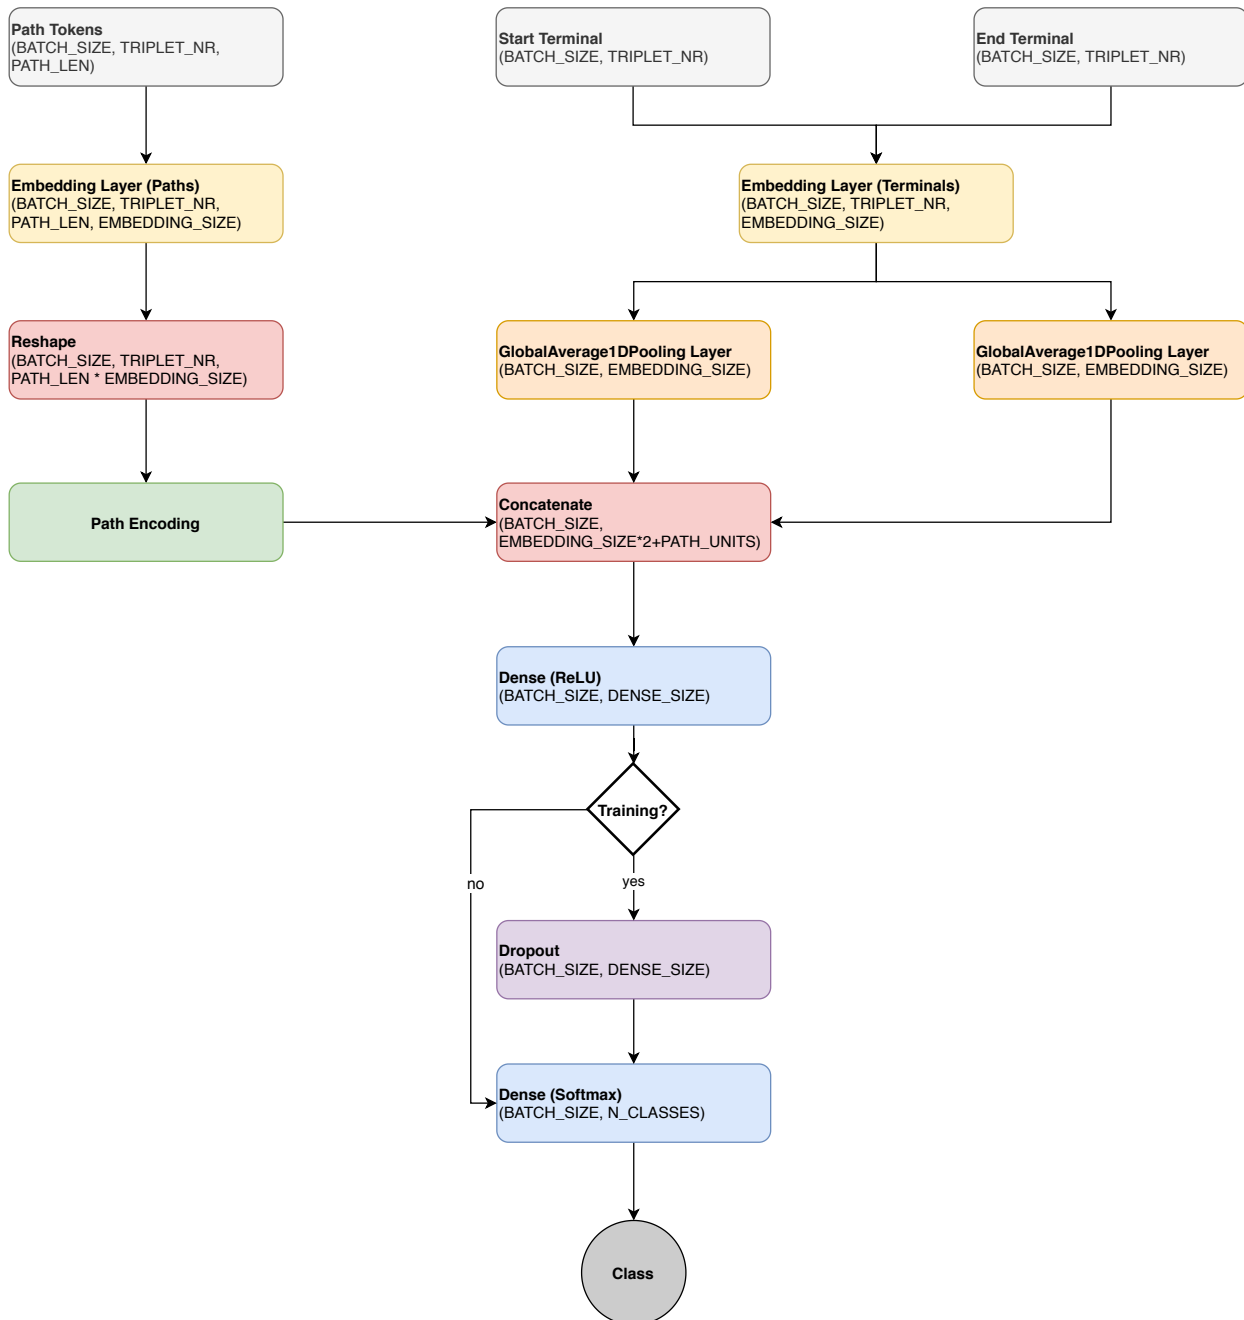 Path Tokens
(BATCH_SIZE, TRIPLET_NR,
PATH_LEN)
Start Terminal
(BATCH_SIZE, TRIPLET_NR)
End Terminal
(BATCH_SIZE, TRIPLET_NR)
Embedding Layer (Paths)
(BATCH_SIZE, TRIPLET_NR,
PATH_LEN, EMBEDDING_SIZE)
Embedding Layer (Terminals)
(BATCH_SIZE, TRIPLET_NR,
EMBEDDING_SIZE)
Reshape
(BATCH_SIZE, TRIPLET_NR,
PATH_LEN * EMBEDDING_SIZE)
GlobalAverage1DPooling Layer
(BATCH_SIZE, EMBEDDING_SIZE)
GlobalAverage1DPooling Layer
(BATCH_SIZE, EMBEDDING_SIZE)
Path Encoding
Concatenate
(BATCH_SIZE,
EMBEDDING_SIZE*2+PATH_UNITS)
Dense (ReLU)
(BATCH_SIZE, DENSE_SIZE)
Training?
no
yes
Dropout
(BATCH_SIZE, DENSE_SIZE)
Dense (Softmax)
(BATCH_SIZE, N_CLASSES)
Class